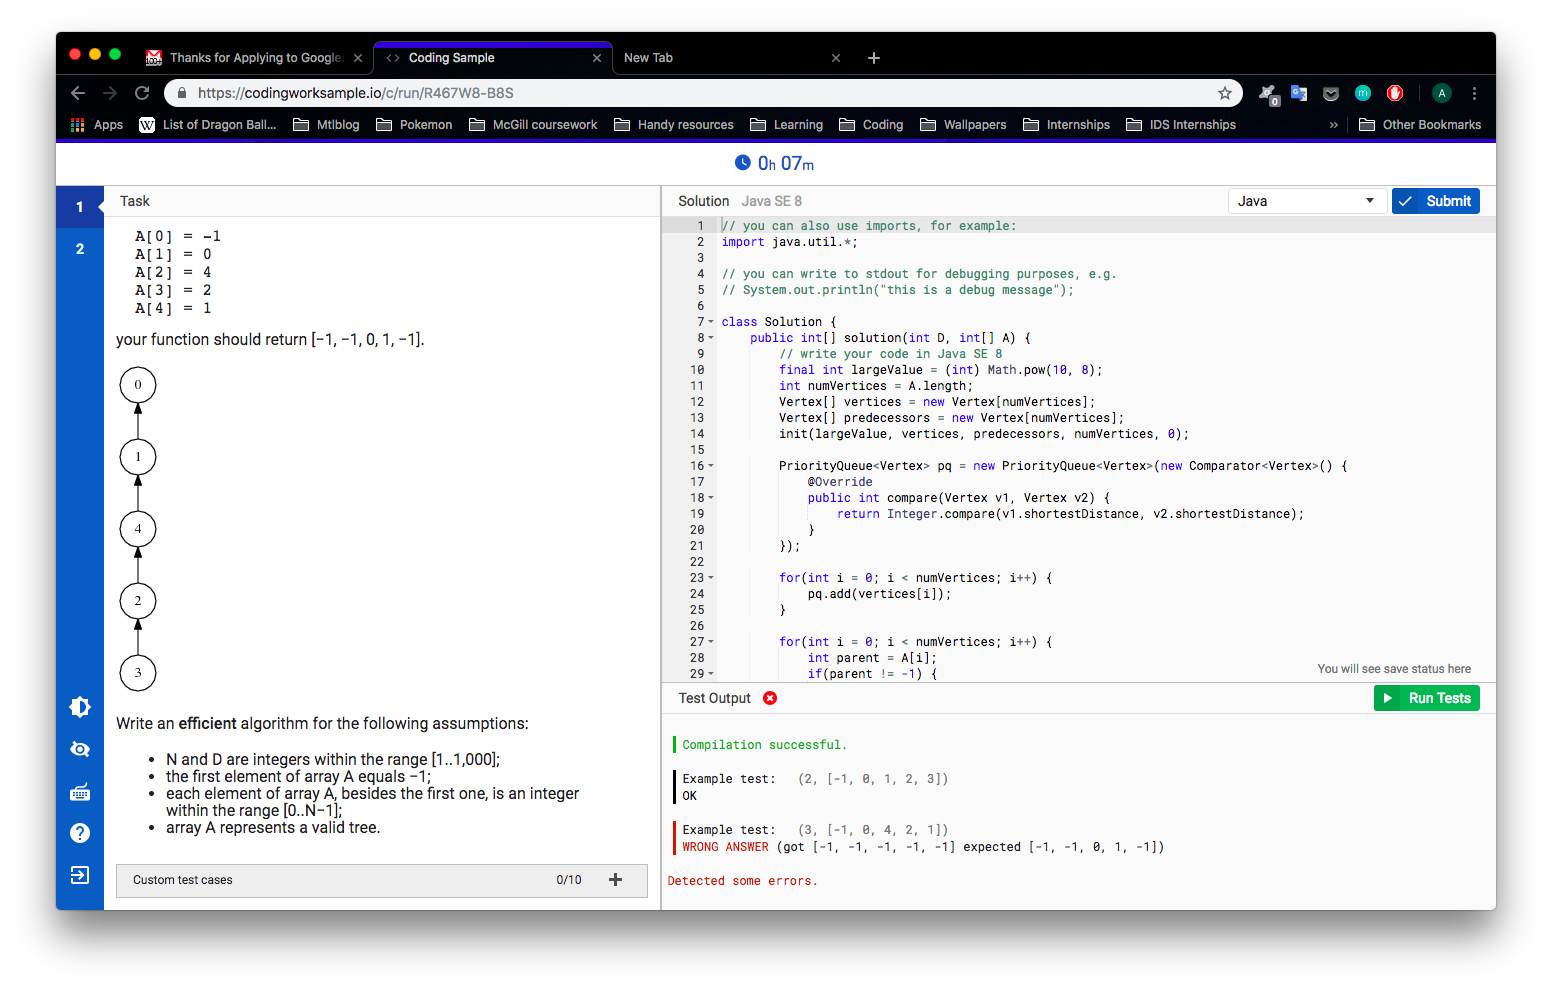 Thanks for Applying to Google
Coding Sample
New Tab
https://codingworksample.io/c/run/R467W8-B8S
0
A
Apps
List of Dragon Ball...
Mtlblog
Pokemon
McGill coursework
Handy resources
Learning
Coding
Wallpapers
Internships
IDS Internships
»
Other Bookmarks
0h 07m
1
2
Task
A[0] = -1
A[1] = 0
A[2] = 4
A[3] = 2
A[4] = 1
your function should return [−1, −1, 0, 1, −1].
0
1
4
2
3
Write an efficient algorithm for the following assumptions:
• N and D are integers within the range [1..1,000];
• the first element of array A equals −1;
• each element of array A, besides the first one, is an integer
within the range [0..N−1];
• array A represents a valid tree.
Custom test cases 0/10 +
Solution Java SE 8
Java
Submit
1 // you can also use imports, for example:
2 import java.util.*;
3
4 // you can write to stdout for debugging purposes, e.g.
5 // System.out.println("this is a debug message");
6
7 class Solution {
8 public int[] solution(int D, int[] A) {
9 // write your code in Java SE 8
10 final int largeValue = (int) Math.pow(10, 8);
11 int numVertices = A.length;
12 Vertex[] vertices = new Vertex[numVertices];
13 Vertex[] predecessors = new Vertex[numVertices];
14 init(largeValue, vertices, predecessors, numVertices, 0);
15
16 PriorityQueue<Vertex> pq = new PriorityQueue<Vertex>(new Comparator<Vertex>() {
17 @Override
18 public int compare(Vertex v1, Vertex v2) {
19 return Integer.compare(v1.shortestDistance, v2.shortestDistance);
20 }
21 });
22
23 for(int i = 0; i < numVertices; i++) {
24 pq.add(vertices[i]);
25 }
26
27 for(int i = 0; i < numVertices; i++) {
28 int parent = A[i];
29 if(parent != -1) {
You will see save status here
Test Output
Run Tests
Compilation successful.
Example test: (2, [-1, 0, 1, 2, 3])
OK
Example test: (3, [-1, 0, 4, 2, 1])
WRONG ANSWER (got [-1, -1, -1, -1, -1] expected [-1, -1, 0, 1, -1])
Detected some errors.